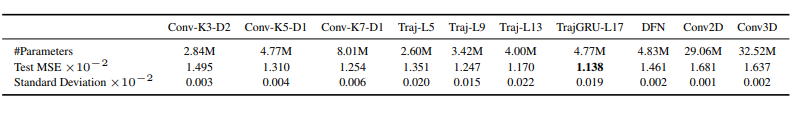 Conv-K3-D2 Conv-K5-D1 Conv-K7-D1 Traj-L5 Traj-L9 Traj-L13 TrajGRU-L17 DFN Conv2D Conv3D
#Parameters 2.84M 4.77M 8.01M 2.60M 3.42M 4.00M 4.77M 4.83M 29.06M 32.52M
Test MSE ×10−2 1.495 1.310 1.254 1.351 1.247 1.170 1.138 1.461 1.681 1.637
Standard Deviation ×10−2 0.003 0.004 0.006 0.020 0.015 0.022 0.019 0.002 0.001 0.002